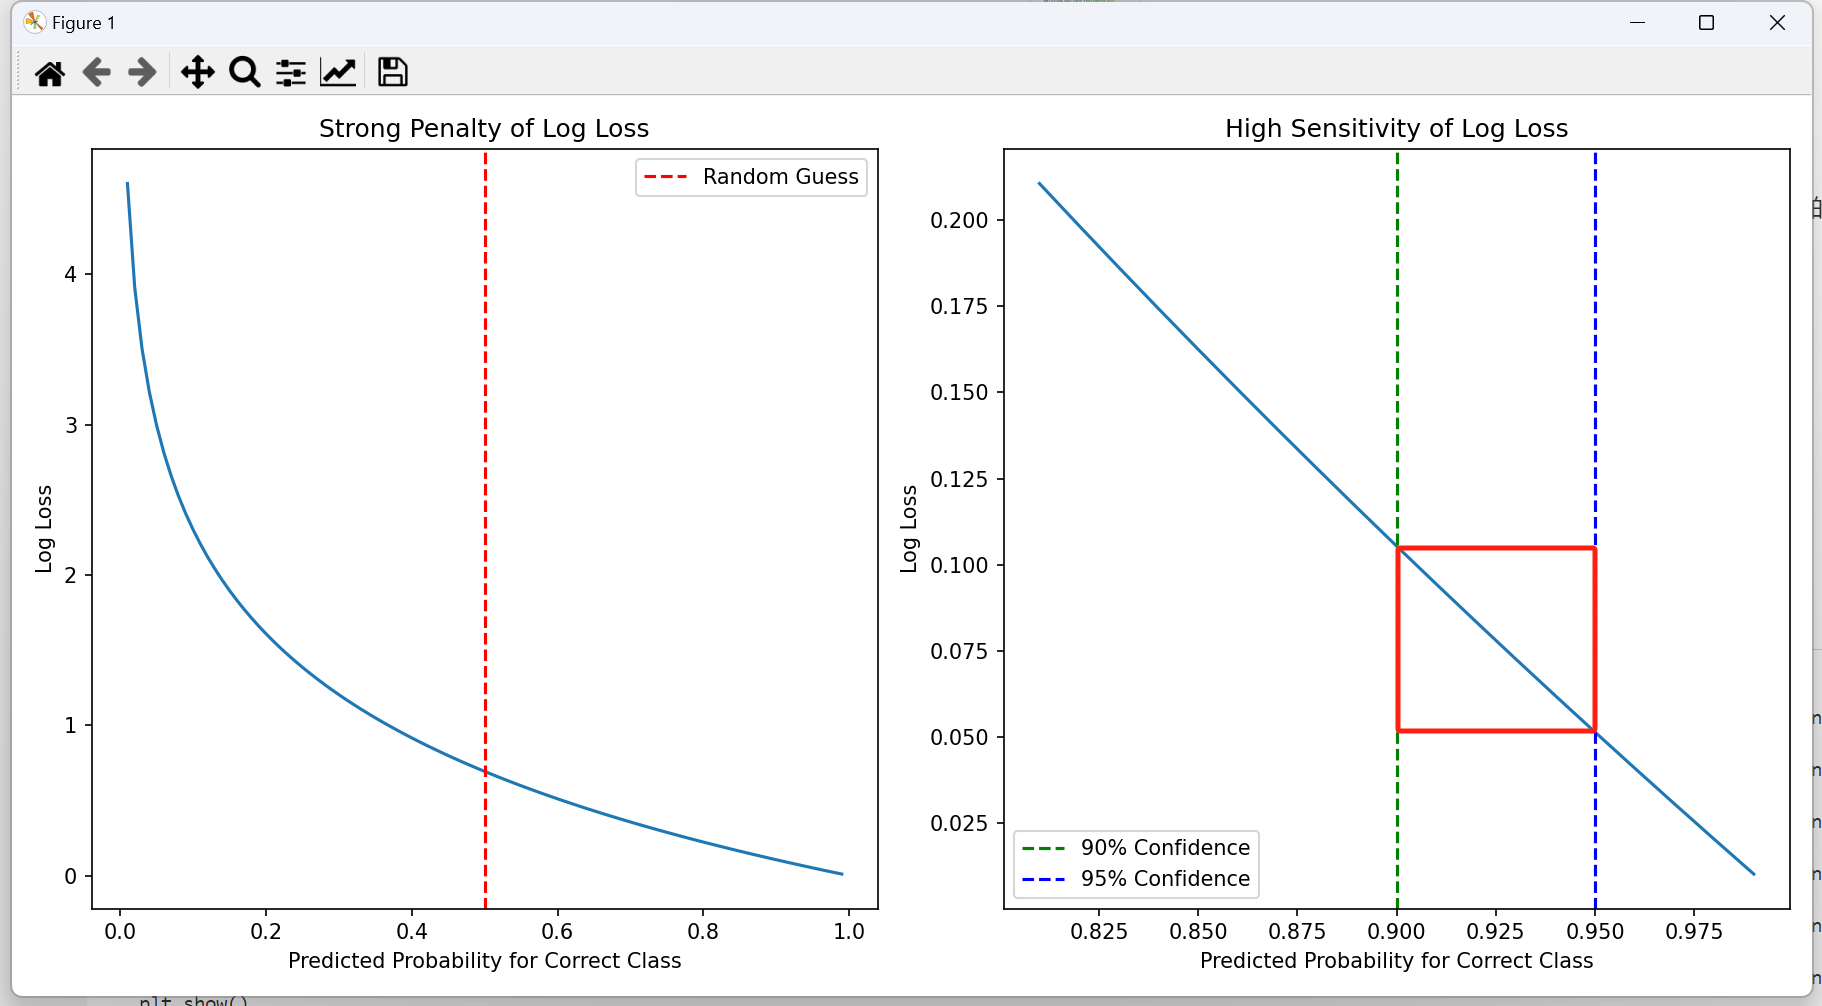 Figure 1
Strong Penalty of Log Loss
Random Guess
4
3
2
1
0
Log Loss
0.0 0.2 0.4 0.6 0.8 1.0
Predicted Probability for Correct Class
High Sensitivity of Log Loss
0.200
0.175
0.150
0.125
0.100
0.075
0.050
0.025
Log Loss
90% Confidence
95% Confidence
0.825 0.850 0.875 0.900 0.925 0.950 0.975
Predicted Probability for Correct Class
plt.show()